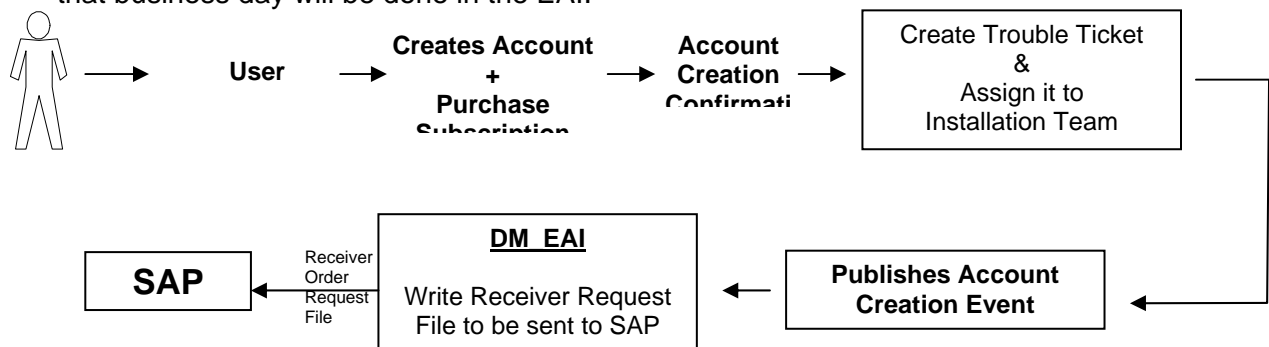 that business day will be done in the EAI.
User
Creates Account
+
Purchase
Subscription
Account
Creation
Confirmati
Create Trouble Ticket
&
Assign it to
Installation Team
SAP
Receiver
Order
Request
File
DM_EAI
Write Receiver Request
File to be sent to SAP
Publishes Account
Creation Event